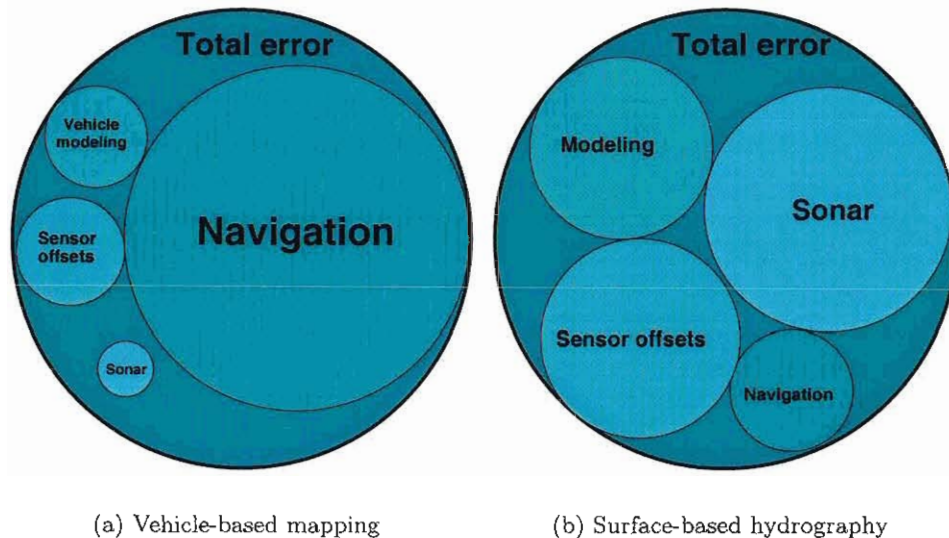 Total error
Vehicle
modeling
Navigation
Sensor
offsets
Sonar
Total error
Modeling
Sonar
Sensor offsets
Navigation
(a) Vehicle-based mapping
(b) Surface-based hydrography